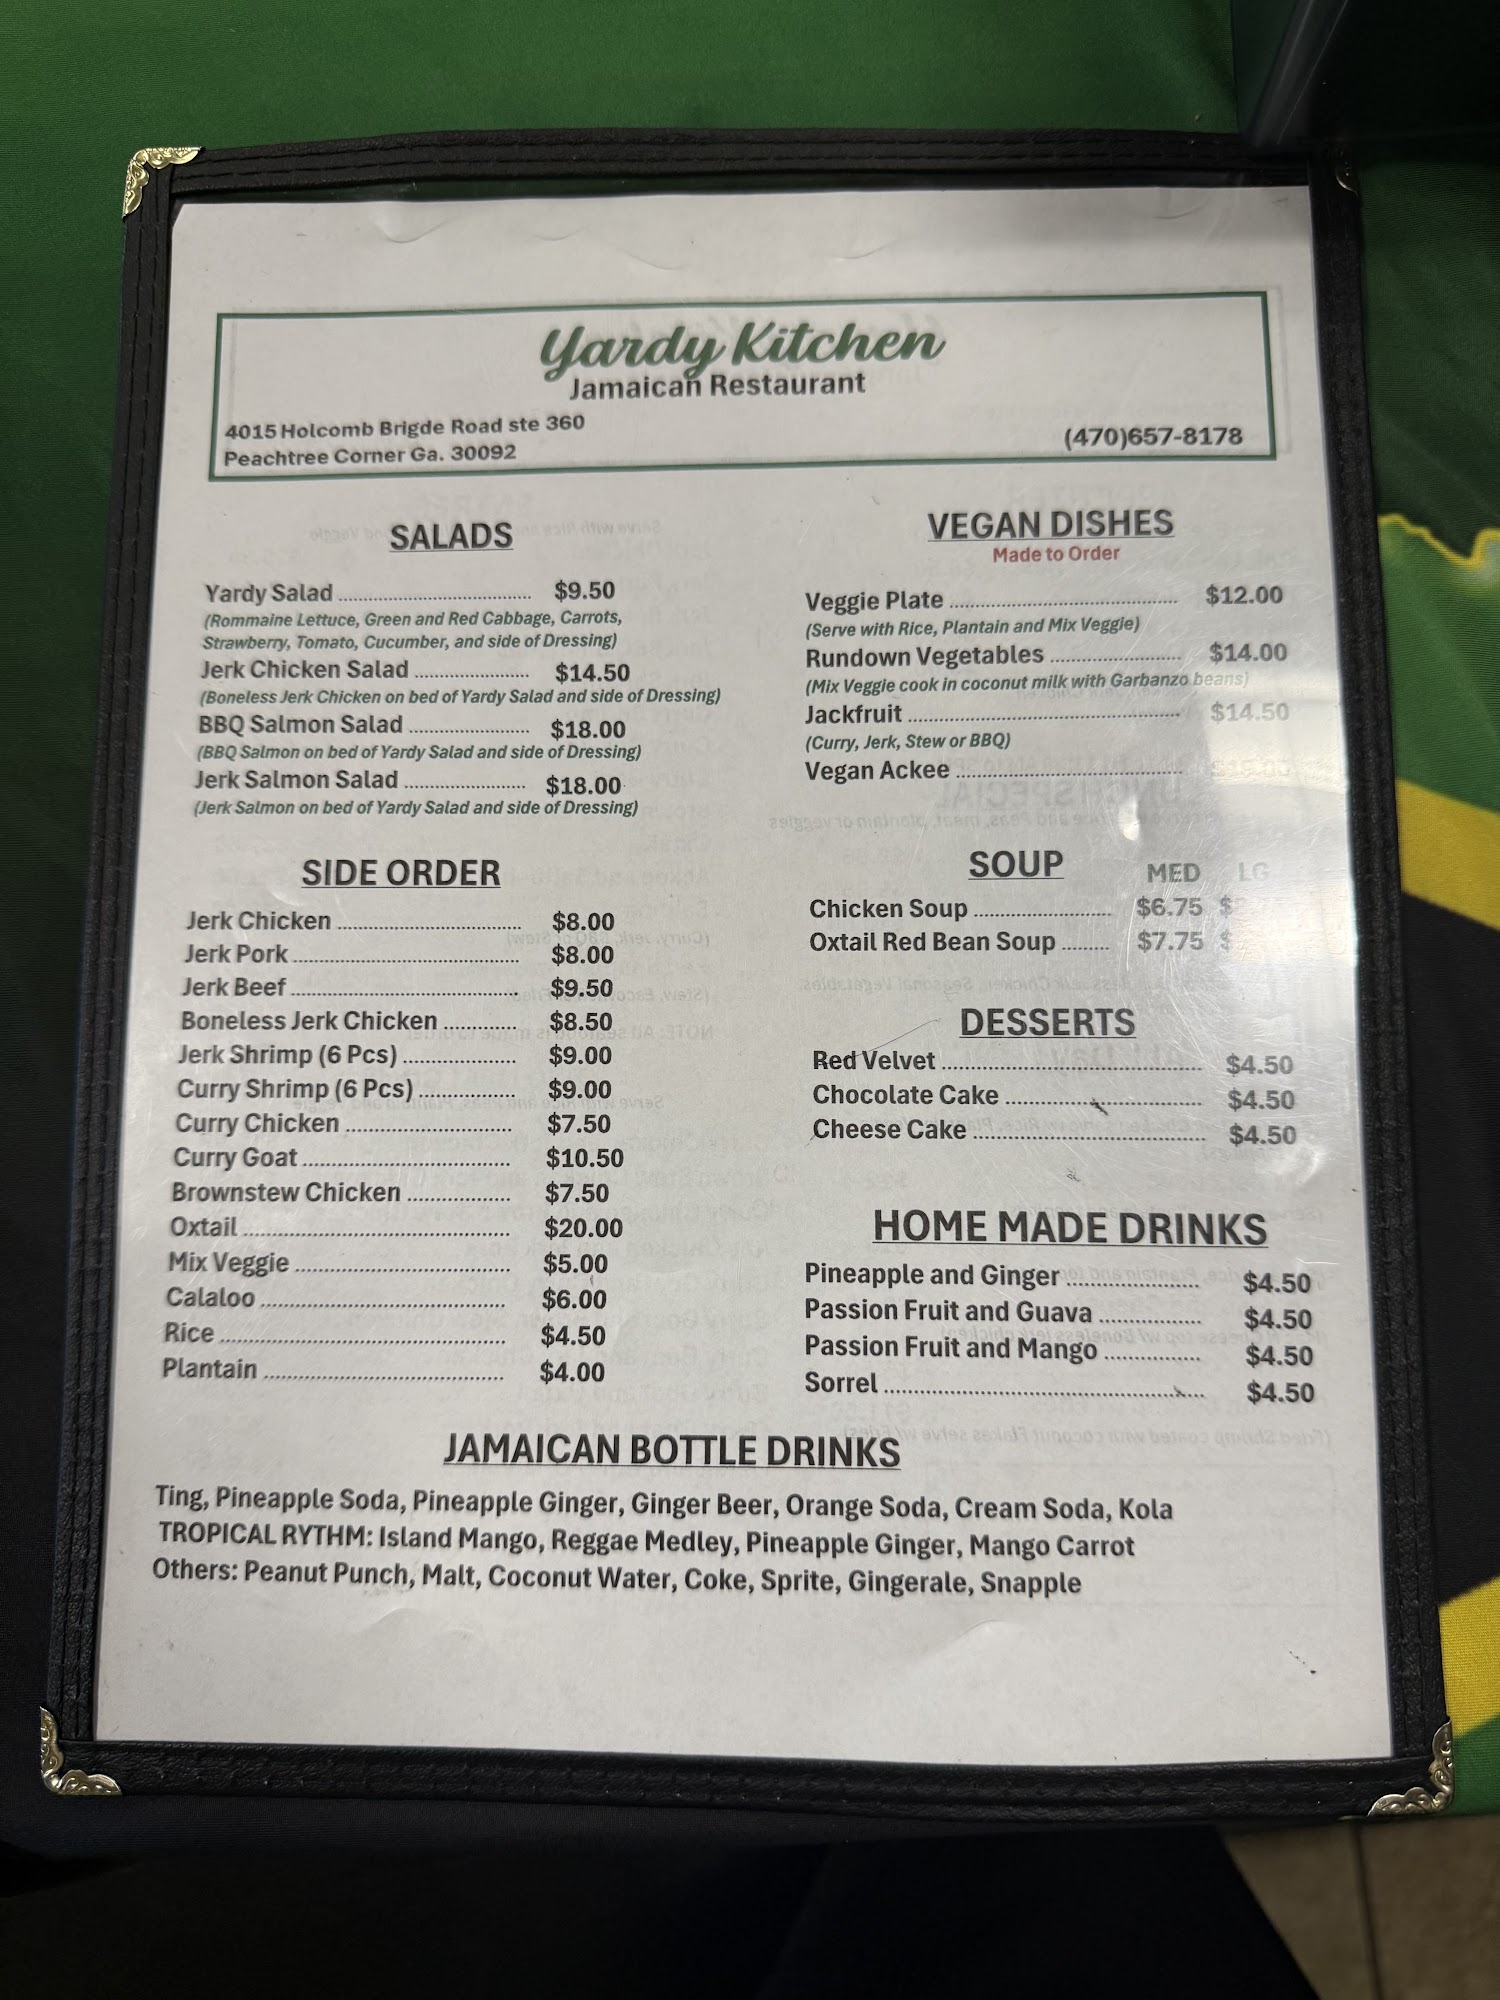 Yardy Kitchen
Jamaican Restaurant
4015 Holcomb Brigde Road ste 360
Peachtree Corner Ga. 30092
(470)657-8178
SALADS
Yardy Salad $9.50
(Rommaine Lettuce, Green and Red Cabbage, Carrots,
Strawberry, Tomato, Cucumber, and side of Dressing)
Jerk Chicken Salad $14.50
(Boneless Jerk Chicken on bed of Yardy Salad and side of Dressing)
BBQ Salmon Salad $18.00
(BBQ Salmon on bed of Yardy Salad and side of Dressing)
Jerk Salmon Salad $18.00
(Jerk Salmon on bed of Yardy Salad and side of Dressing)
SIDE ORDER
Jerk Chicken $8.00
Jerk Pork $8.00
Jerk Beef $9.50
Boneless Jerk Chicken $8.50
Jerk Shrimp (6 Pcs) $9.00
Curry Shrimp (6 Pcs) $9.00
Curry Chicken $7.50
Curry Goat $10.50
Brownstew Chicken $7.50
Oxtail $20.00
Mix Veggie $5.00
Calaloo $6.00
Rice $4.50
Plantain $4.00
VEGAN DISHES
Made to Order
Veggie Plate $12.00
(Serve with Rice, Plantain and Mix Veggie)
Rundown Vegetables $14.00
(Mix Veggie cook in coconut milk with Garbanzo beans)
Jackfruit $14.50
(Curry, Jerk, Stew or BBQ)
Vegan Ackee
SOUP MED LG
Chicken Soup $6.75
Oxtail Red Bean Soup $7.75
DESSERTS
Red Velvet $4.50
Chocolate Cake $4.50
Cheese Cake $4.50
HOME MADE DRINKS
Pineapple and Ginger $4.50
Passion Fruit and Guava $4.50
Passion Fruit and Mango $4.50
Sorrel $4.50
JAMAICAN BOTTLE DRINKS
Ting, Pineapple Soda, Pineapple Ginger, Ginger Beer, Orange Soda, Cream Soda, Kola
TROPICAL RYTHM: Island Mango, Reggae Medley, Pineapple Ginger, Mango Carrot
Others: Peanut Punch, Malt, Coconut Water, Coke, Sprite, Gingerale, Snapple